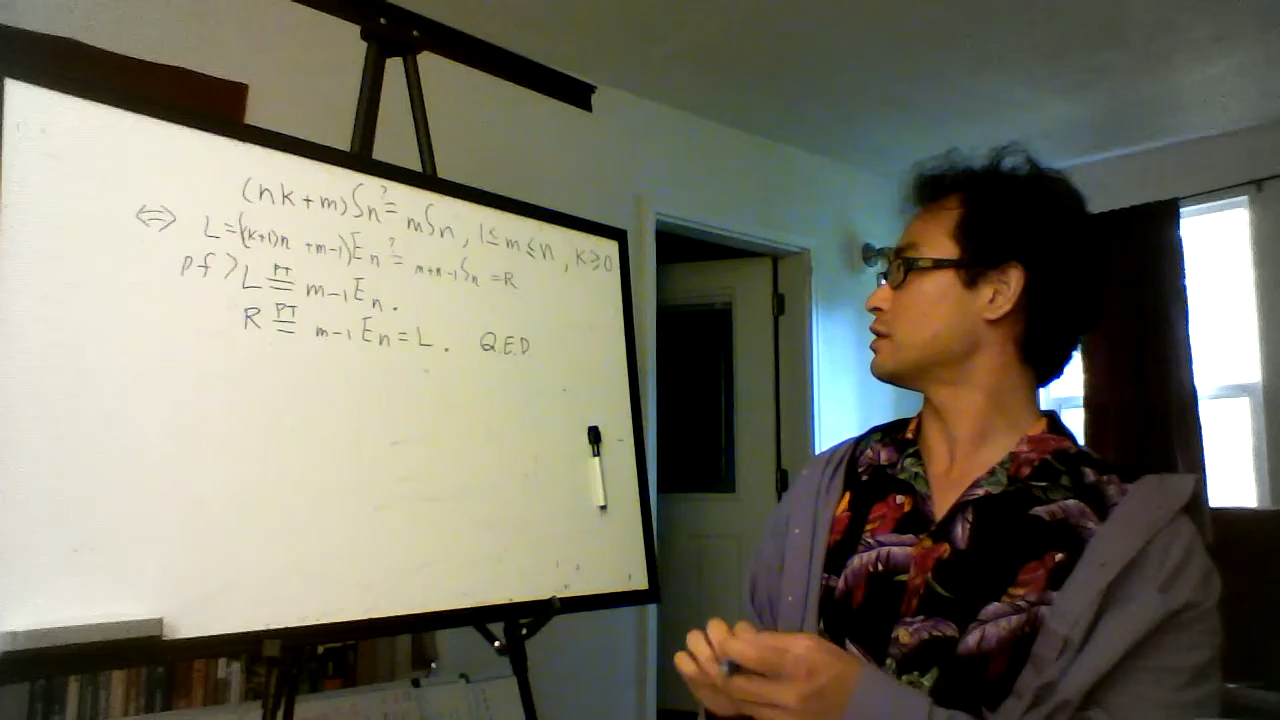 (nk+m)Sn ?= mSn, 1≤m≤n, k≥0
⇔ L=((k+1)n +m-1)En ?= m+n-1Sn =R
pf> L PT= m-1En.
R PT= m-1En=L. Q.E.D